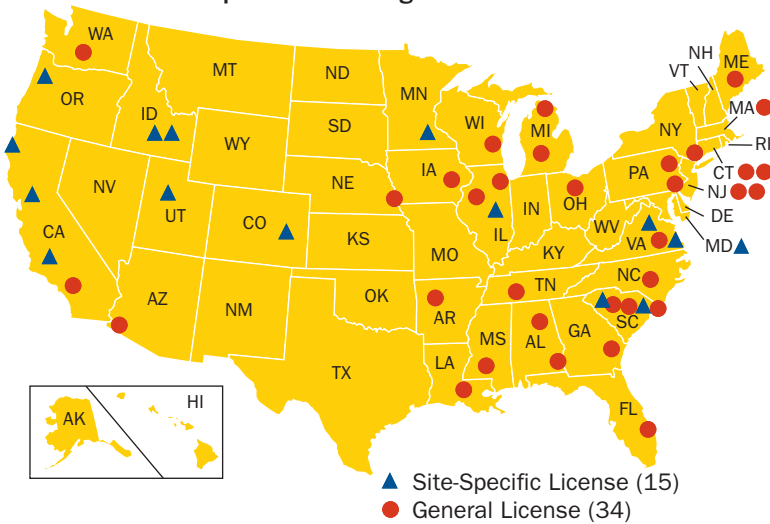 WA
MT
ND
MN
VT
NH
ME
OR
ID
SD
WI
MI
NY
MA
WY
IA
PA
RI
CT
NV
NE
NJ
UT
CO
IL
IN
OH
WV
DE
CA
KS
MO
KY
VA
MD
AZ
NM
OK
TN
NC
AR
SC
TX
MS
AL
GA
LA
AK
HI
FL
Site-Specific License (15)
General License (34)